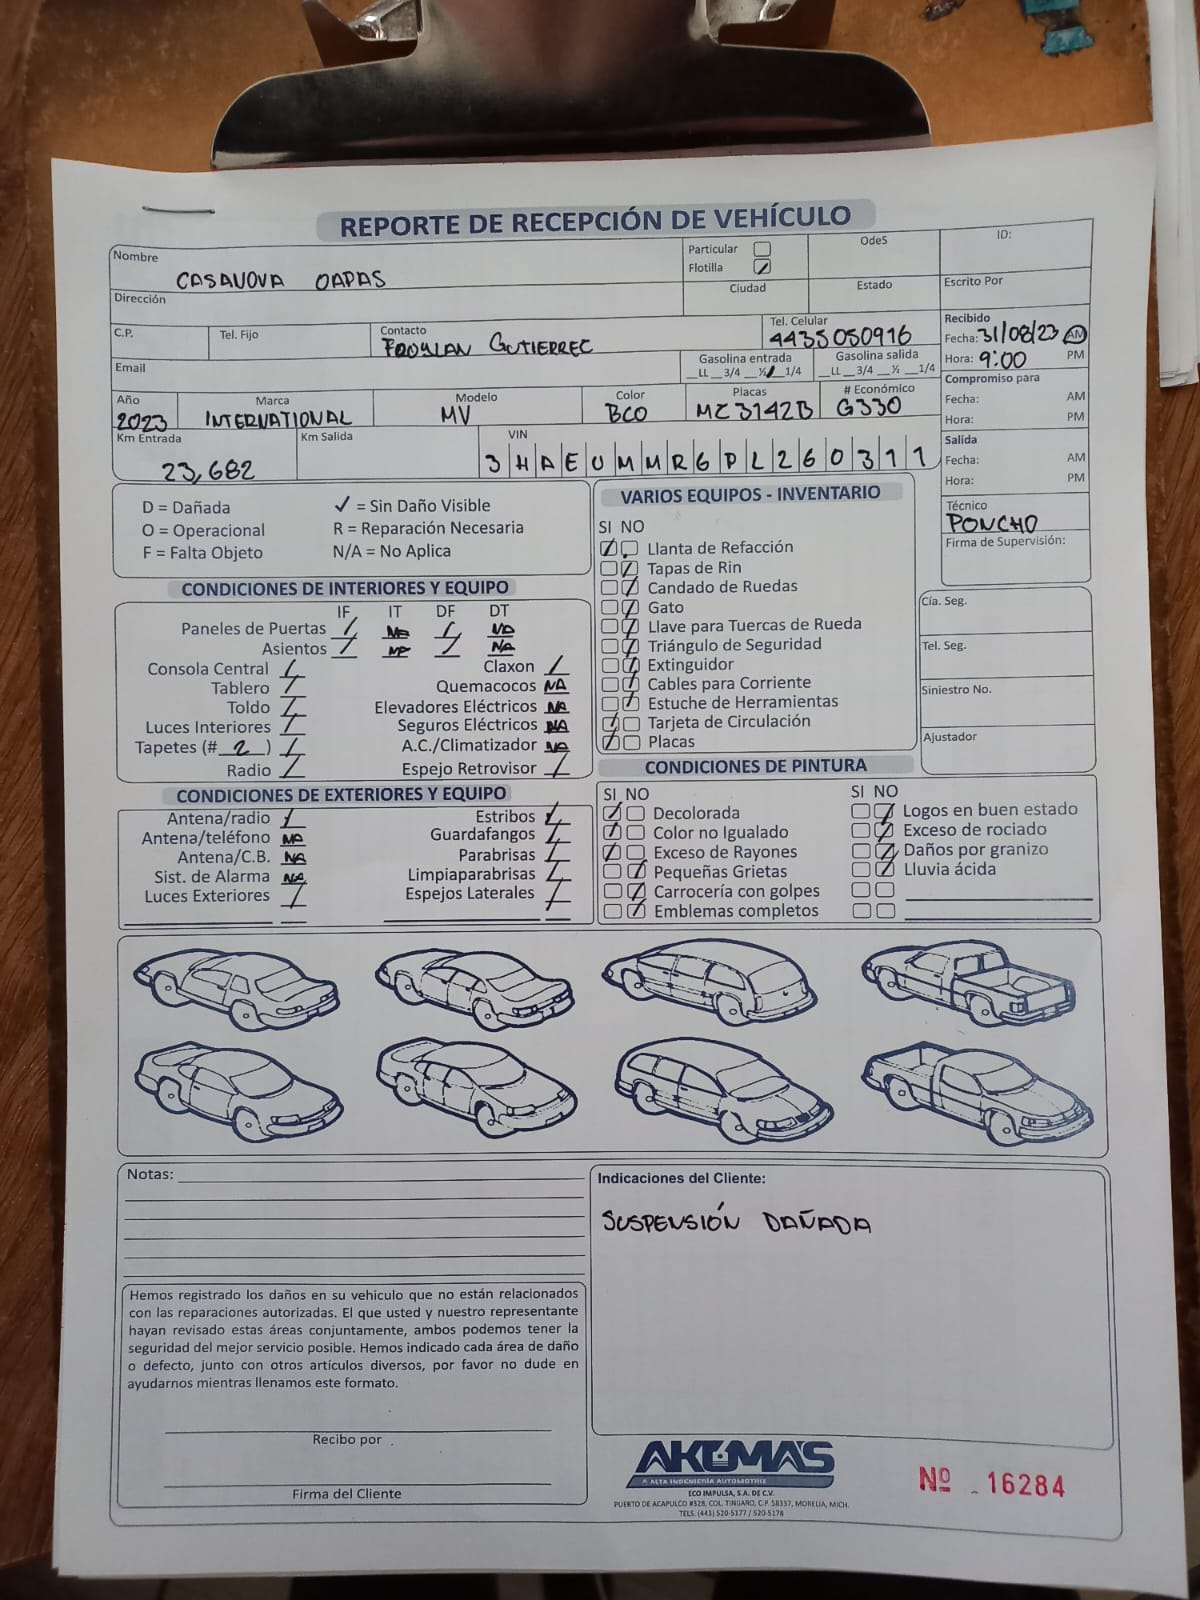 REPORTE DE RECEPCIÓN DE VEHÍCULO
Nombre CASANOVA OAPAS
Particular
Flotilla ✓
OdeS
ID:
Dirección
Ciudad
Estado
Escrito Por
C.P.
Tel. Fijo
Contacto FROYLAN GUTIERREC
Tel. Celular 4435050916
Recibido
Fecha: 31/08/23 AM
Hora: 9:00 PM
Email
Gasolina entrada
__LL __3/4 __½ __1/4
Gasolina salida
__LL __3/4 __½ __1/4
Compromiso para
Fecha: AM
Hora: PM
Año 2023
Marca INTERNATIONAL
Modelo MV
Color BCO
Placas MC3142B
# Económico G330
Km Entrada 23,682
Km Salida
VIN 3HAEUMMR6PL260311
Salida
Fecha: AM
Hora: PM
Técnico
PONCHO
Firma de Supervisión:
D = Dañada
✓ = Sin Daño Visible
O = Operacional
R = Reparación Necesaria
F = Falta Objeto
N/A = No Aplica
VARIOS EQUIPOS - INVENTARIO
SI NO
Llanta de Refacción
Tapas de Rin
Candado de Ruedas
Gato
Llave para Tuercas de Rueda
Triángulo de Seguridad
Extinguidor
Cables para Corriente
Estuche de Herramientas
Tarjeta de Circulación
Placas
Cía. Seg.
Tel. Seg.
Siniestro No.
Ajustador
CONDICIONES DE INTERIORES Y EQUIPO
IF IT DF DT
Paneles de Puertas ✓ NA ✓ NA
Asientos ✓ NA ✓ NA
Consola Central ✓ Claxon ✓
Tablero ✓ Quemacocos NA
Toldo ✓ Elevadores Eléctricos NA
Luces Interiores ✓ Seguros Eléctricos NA
Tapetes (# 2 ) ✓ A.C./Climatizador NA
Radio ✓ Espejo Retrovisor ✓
CONDICIONES DE EXTERIORES Y EQUIPO
Antena/radio ✓ Estribos ✓
Antena/teléfono NA Guardafangos ✓
Antena/C.B. NA Parabrisas ✓
Sist. de Alarma NA Limpiaparabrisas ✓
Luces Exteriores ✓ Espejos Laterales ✓
CONDICIONES DE PINTURA
SI NO SI NO
Decolorada Logos en buen estado
Color no Igualado Exceso de rociado
Exceso de Rayones Daños por granizo
Pequeñas Grietas Lluvia ácida
Carrocería con golpes
Emblemas completos
Notas:
Indicaciones del Cliente:
SUSPENSIÓN DAÑADA
Hemos registrado los daños en su vehiculo que no están relacionados
con las reparaciones autorizadas. El que usted y nuestro representante
hayan revisado estas áreas conjuntamente, ambos podemos tener la
seguridad del mejor servicio posible. Hemos indicado cada área de daño
o defecto, junto con otros artículos diversos, por favor no dude en
ayudarnos mientras llenamos este formato.
Recibo por
Firma del Cliente
AKUMA'S
ALTA INGENIERÍA AUTOMOTRIZ
ECO IMPULSA, S.A. DE C.V.
PUERTO DE ACAPULCO #328, COL. TINIJARO, C.P. 58337, MORELIA, MICH.
TELS. (443) 520-5177 / 520-5178
Nº 16284